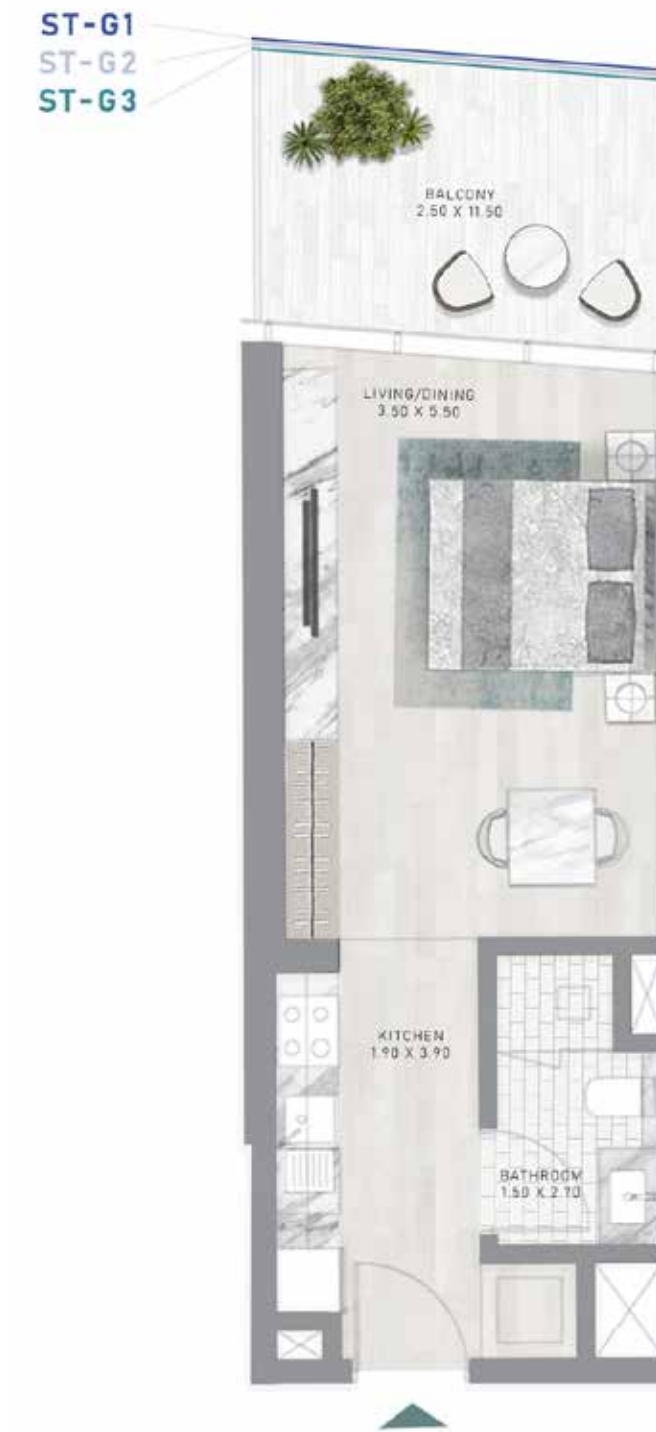 ST-G1
ST-G2
ST-G3
BALCONY
2.50 X 11.50
LIVING/DINING
3.50 X 5.50
KITCHEN
1.90 X 3.90
BATHROOM
1.50 X 2.70